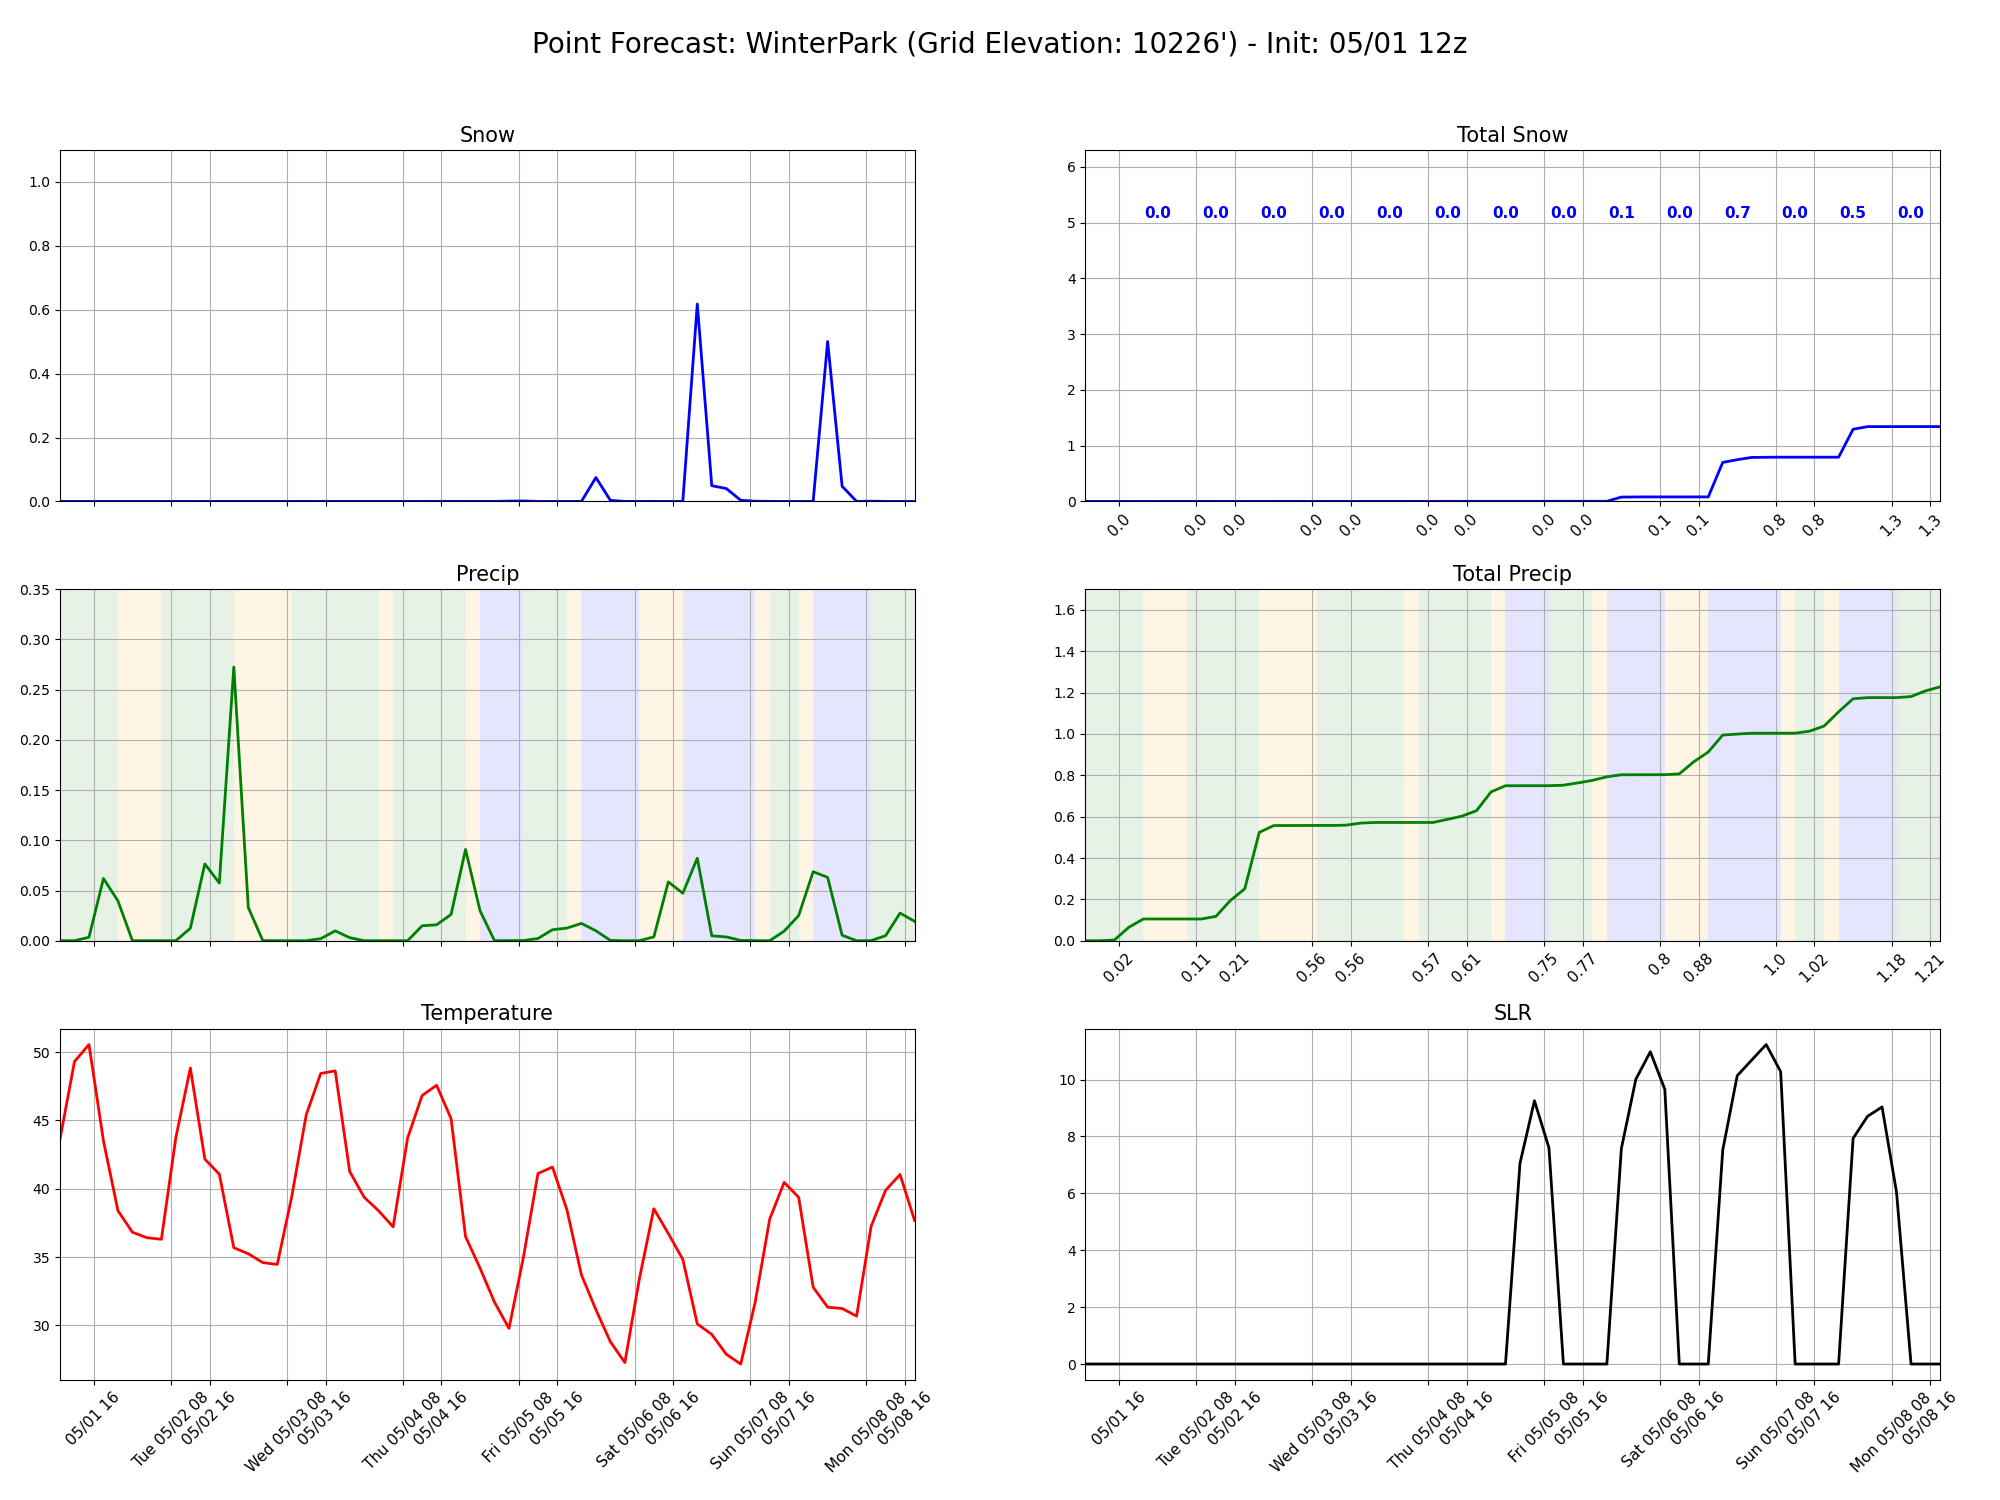 Point Forecast: WinterPark (Grid Elevation: 10226') - Init: 05/01 12z
Snow
1.0
0.8
0.6
0.4
0.2
0.0
Total Snow
6
5
4
3
2
1
0
0.0 0.0 0.0 0.0 0.0 0.0 0.0 0.0 0.1 0.0 0.7 0.0 0.5 0.0
0.0 0.0 0.0 0.0 0.0 0.0 0.0 0.0 0.0 0.1 0.1 0.8 0.8 1.3 1.3
Precip
0.35
0.30
0.25
0.20
0.15
0.10
0.05
0.00
Total Precip
1.6
1.4
1.2
1.0
0.8
0.6
0.4
0.2
0.0
0.02 0.11 0.21 0.56 0.56 0.57 0.61 0.75 0.77 0.8 0.88 1.0 1.02 1.18 1.21
Temperature
50
45
40
35
30
05/01 16
Tue 05/02 08
05/02 16
Wed 05/03 08
05/03 16
Thu 05/04 08
05/04 16
Fri 05/05 08
05/05 16
Sat 05/06 08
05/06 16
Sun 05/07 08
05/07 16
Mon 05/08 08
05/08 16
SLR
10
8
6
4
2
0
05/01 16
Tue 05/02 08
05/02 16
Wed 05/03 08
05/03 16
Thu 05/04 08
05/04 16
Fri 05/05 08
05/05 16
Sat 05/06 08
05/06 16
Sun 05/07 08
05/07 16
Mon 05/08 08
05/08 16